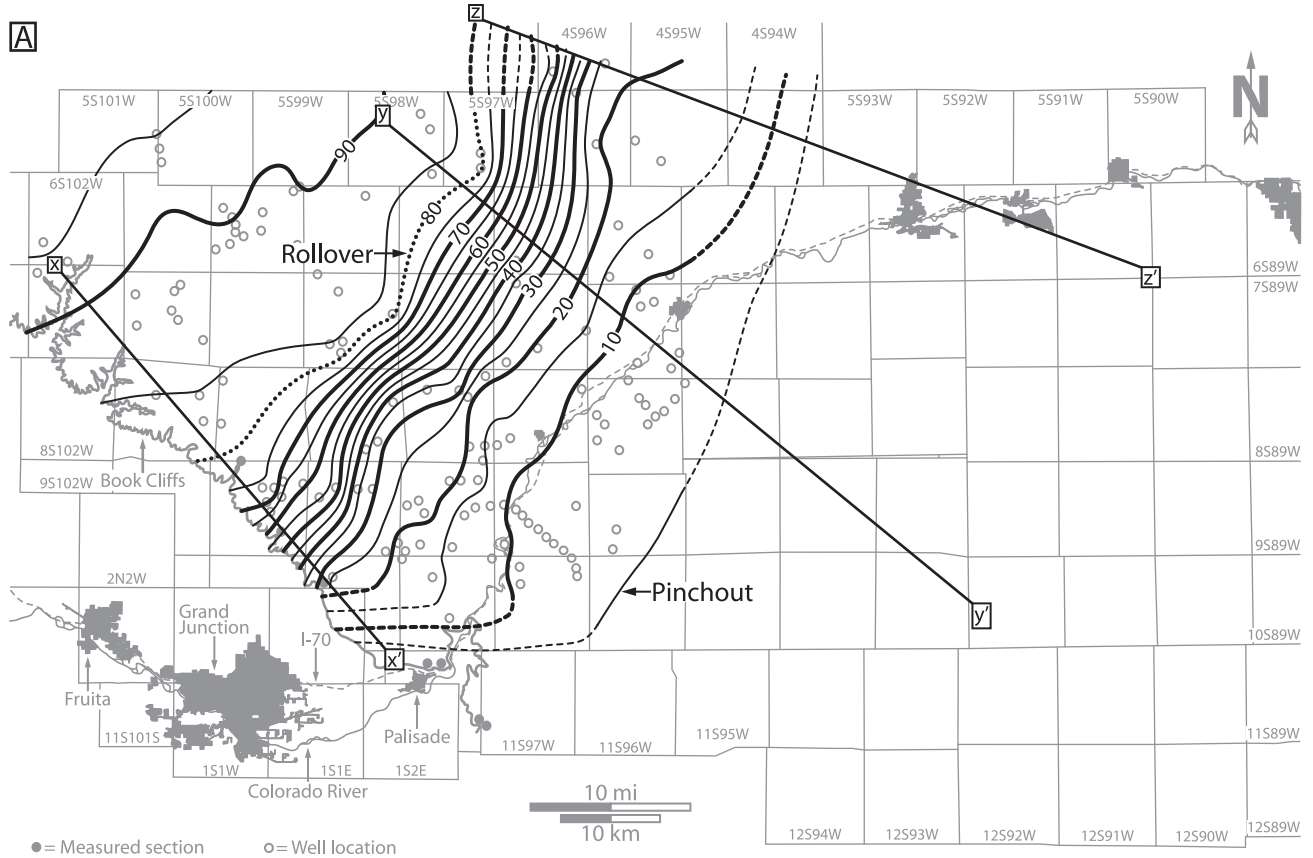 A
z
4S96W
4S95W
4S94W
N
5S101W
5S100W
5S99W
5S98W
5S97W
5S93W
5S92W
5S91W
5S90W
y
90
6S102W
80
Rollover
70
60
50
40
30
20
10
x
z'
6S89W
7S89W
8S102W
Book Cliffs
9S102W
8S89W
9S89W
2N2W
Grand
Junction
I-70
Pinchout
y'
10S89W
x'
Fruita
Palisade
11S101S
1S1W
1S1E
1S2E
Colorado River
11S97W
11S96W
11S95W
11S89W
10 mi
10 km
12S94W
12S93W
12S92W
12S91W
12S90W
12S89W
= Measured section
= Well location